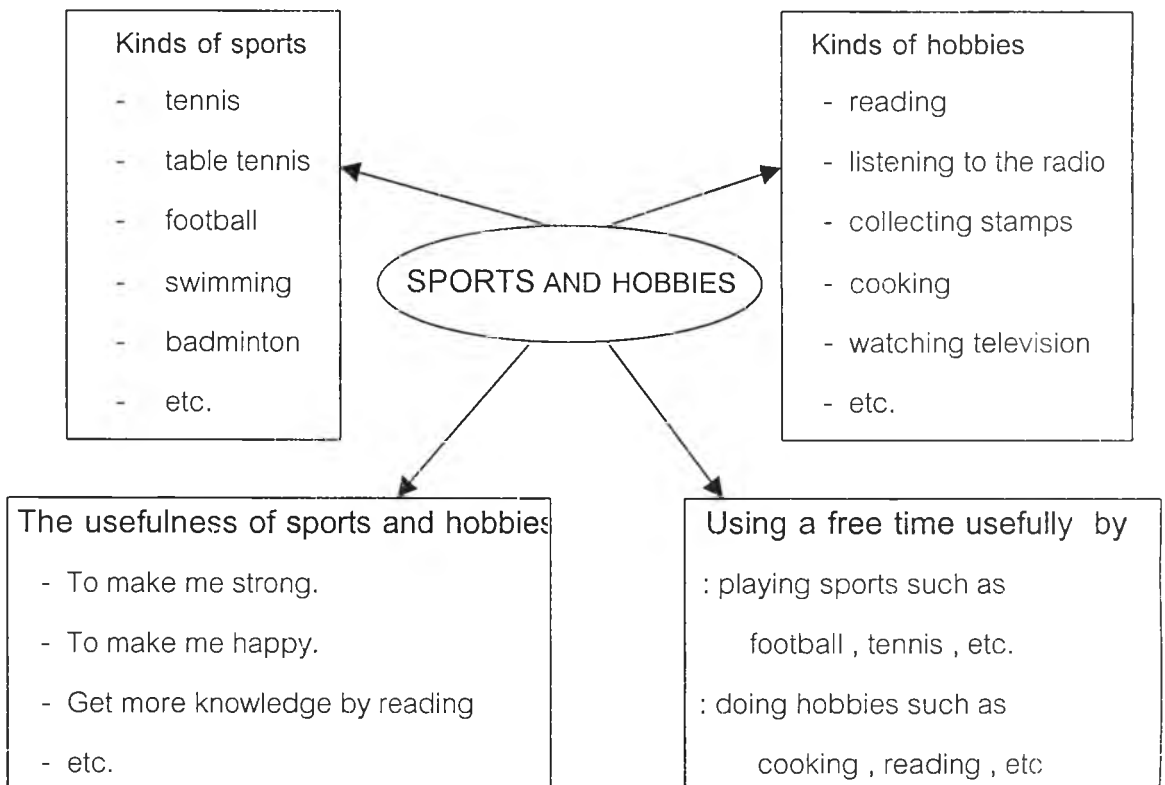 Kinds of sports
- tennis
- table tennis
- football
- swimming
- badminton
- etc.
Kinds of hobbies
- reading
- listening to the radio
- collecting stamps
- cooking
- watching television
- etc.
SPORTS AND HOBBIES
The usefulness of sports and hobbies
- To make me strong.
- To make me happy.
- Get more knowledge by reading
- etc.
Using a free time usefully by
: playing sports such as
football , tennis , etc.
: doing hobbies such as
cooking , reading , etc